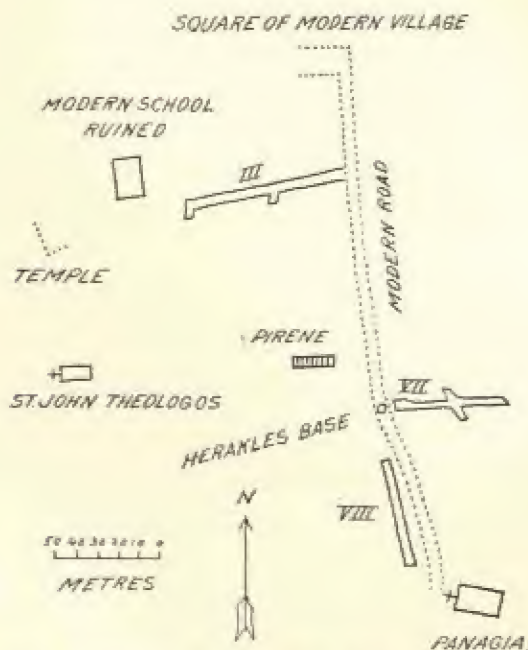 SQUARE OF MODERN VILLAGE
MODERN SCHOOL
RUINED
III
MODERN ROAD
TEMPLE
PIRENE
ST. JOHN THEOLOGOS
VII
HERAKLES BASE
VIII
N
50 40 30 20 10 0
METRES
PANAGIA